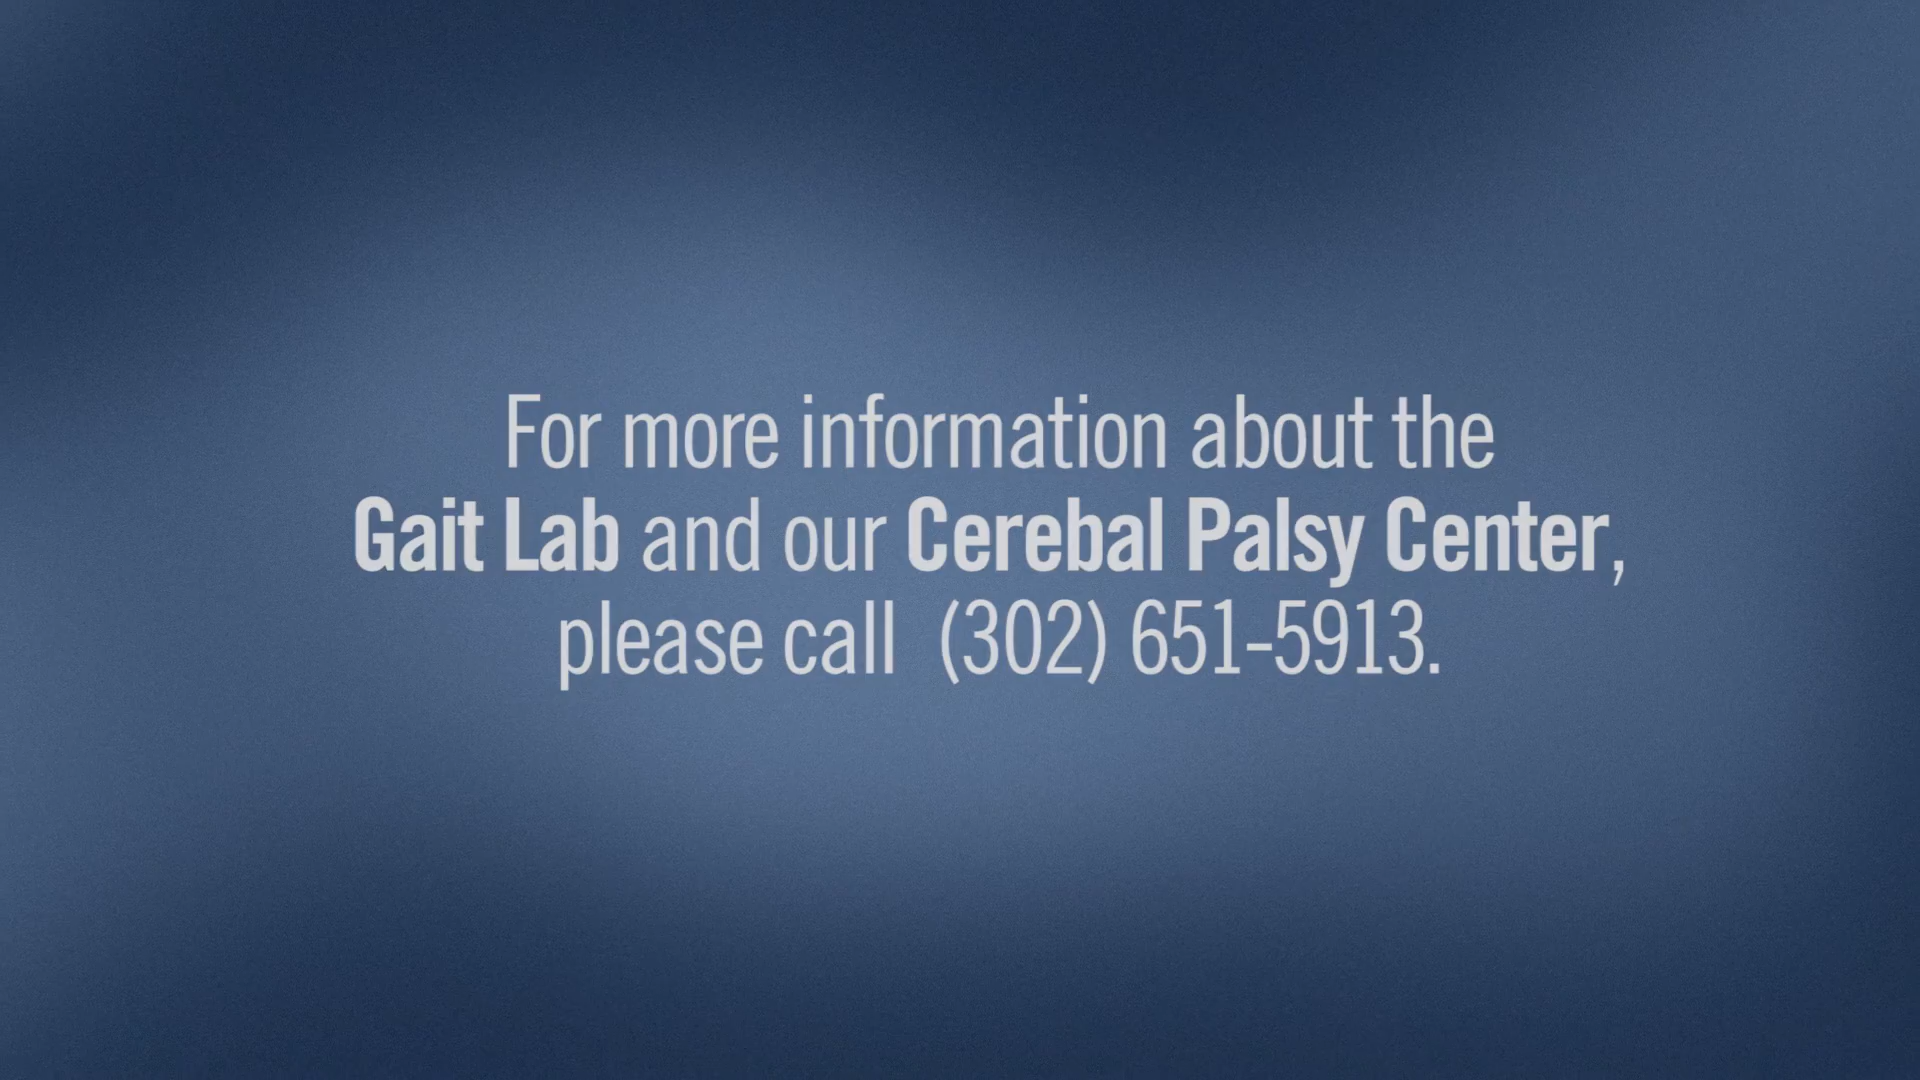 For more information about the
Gait Lab and our Cerebal Palsy Center,
please call  (302) 651-5913.